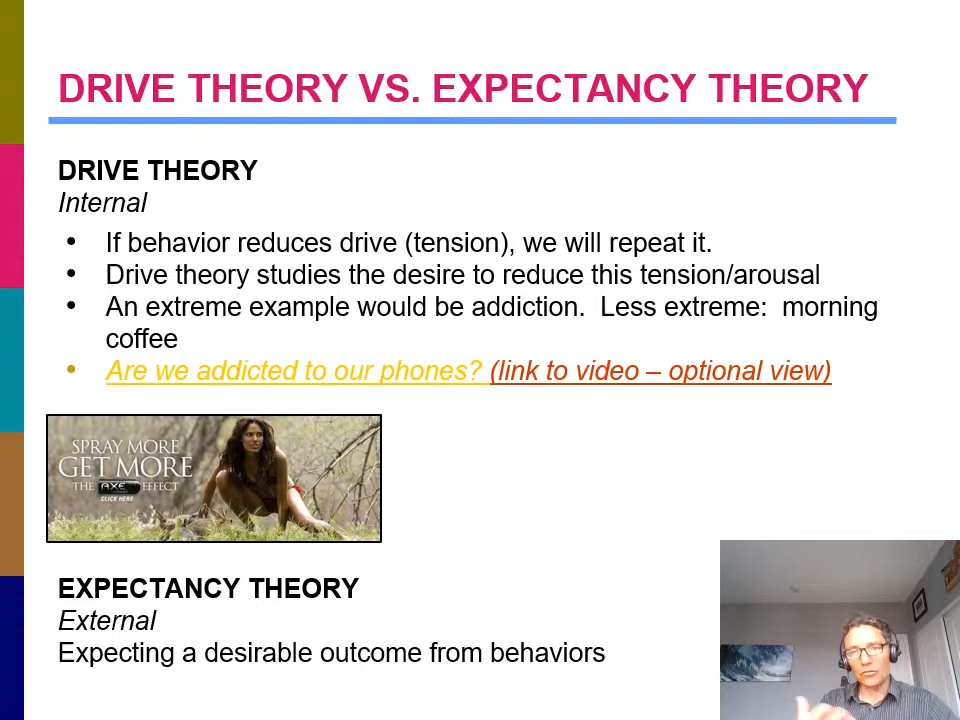 DRIVE THEORY VS. EXPECTANCY THEORY
DRIVE THEORY
Internal
• If behavior reduces drive (tension), we will repeat it.
• Drive theory studies the desire to reduce this tension/arousal
• An extreme example would be addiction.  Less extreme:  morning
coffee
• Are we addicted to our phones? (link to video – optional view)
SPRAY MORE
GET MORE
THE AXE EFFECT
CLICK HERE
EXPECTANCY THEORY
External
Expecting a desirable outcome from behaviors